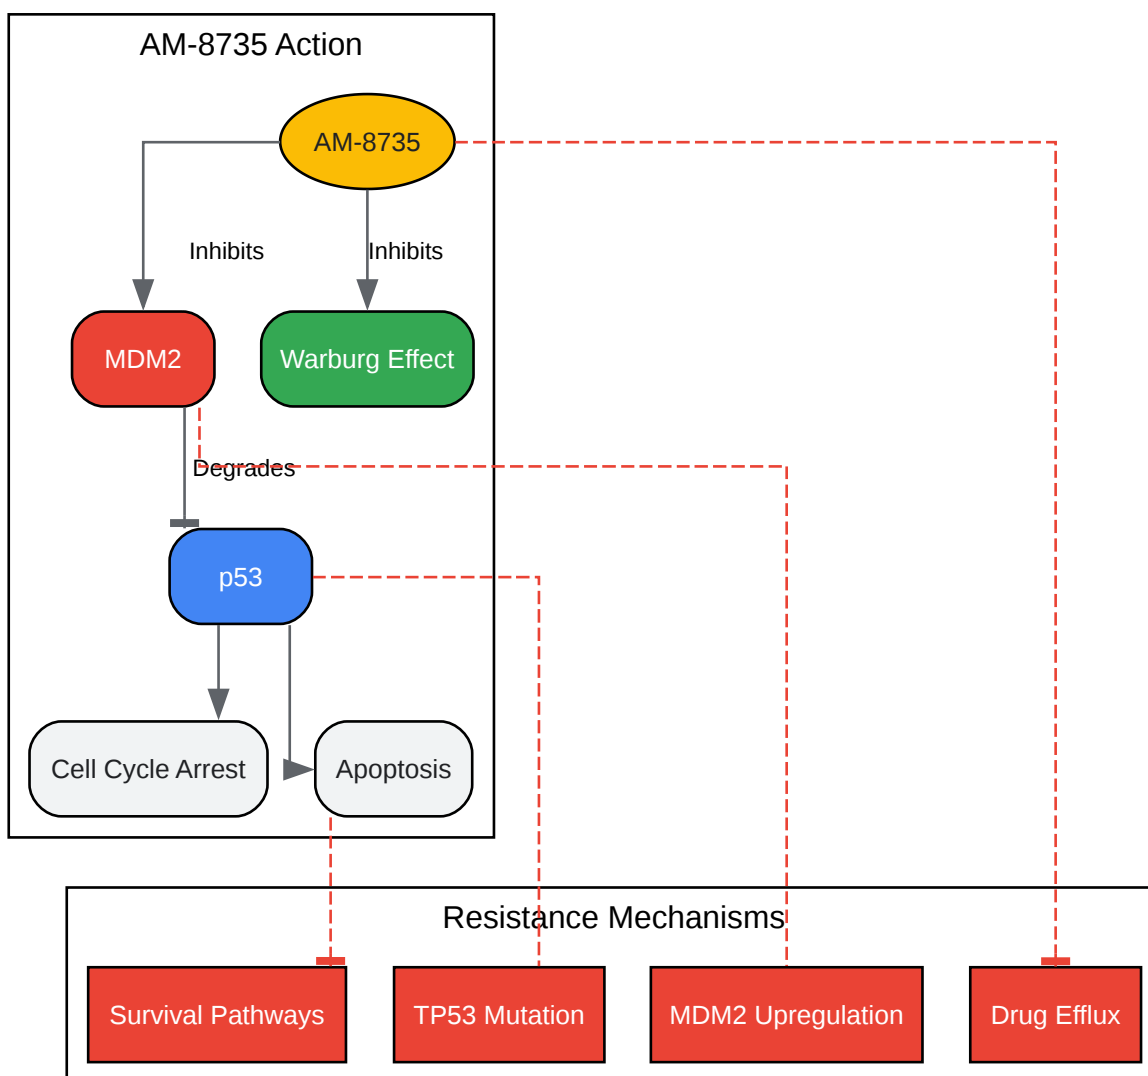 AM-8735 Action
AM-8735
Inhibits
Inhibits
MDM2
Warburg Effect
Degrades
p53
Cell Cycle Arrest
Apoptosis
Resistance Mechanisms
Survival Pathways
TP53 Mutation
MDM2 Upregulation
Drug Efflux